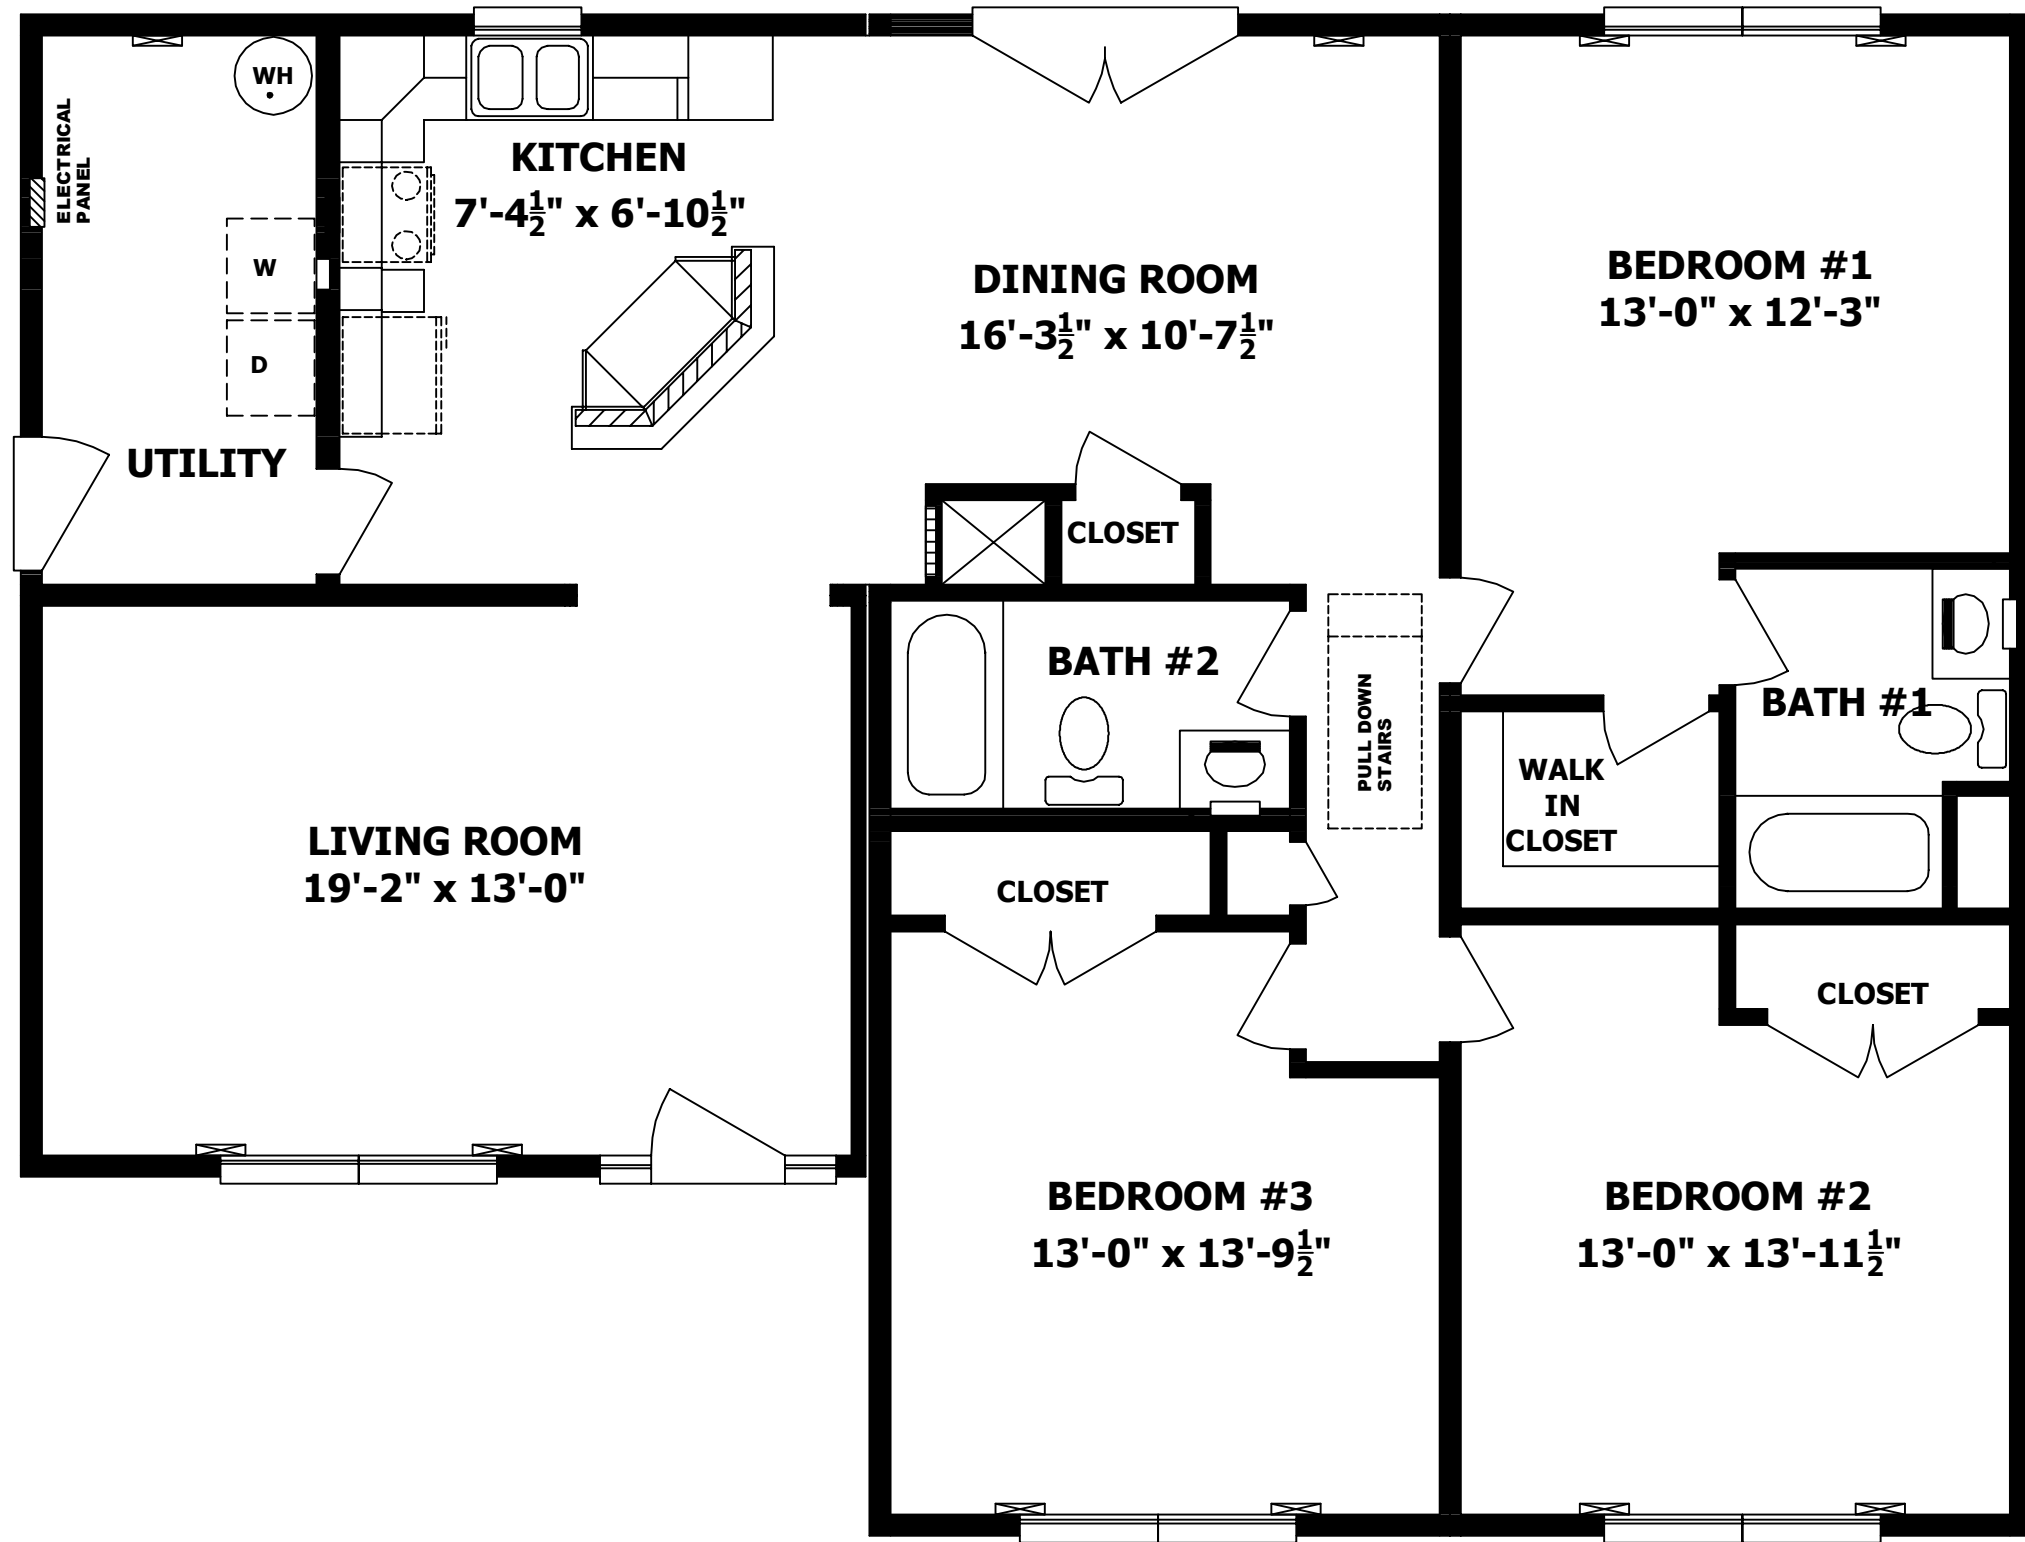 WH
ELECTRICAL
PANEL
W
D
UTILITY
KITCHEN
7'-4½" x 6'-10½"
DINING ROOM
16'-3½" x 10'-7½"
BEDROOM #1
13'-0" x 12'-3"
CLOSET
BATH #2
PULL DOWN
STAIRS
BATH #1
WALK
IN
CLOSET
LIVING ROOM
19'-2" x 13'-0"
CLOSET
CLOSET
BEDROOM #3
13'-0" x 13'-9½"
BEDROOM #2
13'-0" x 13'-11½"